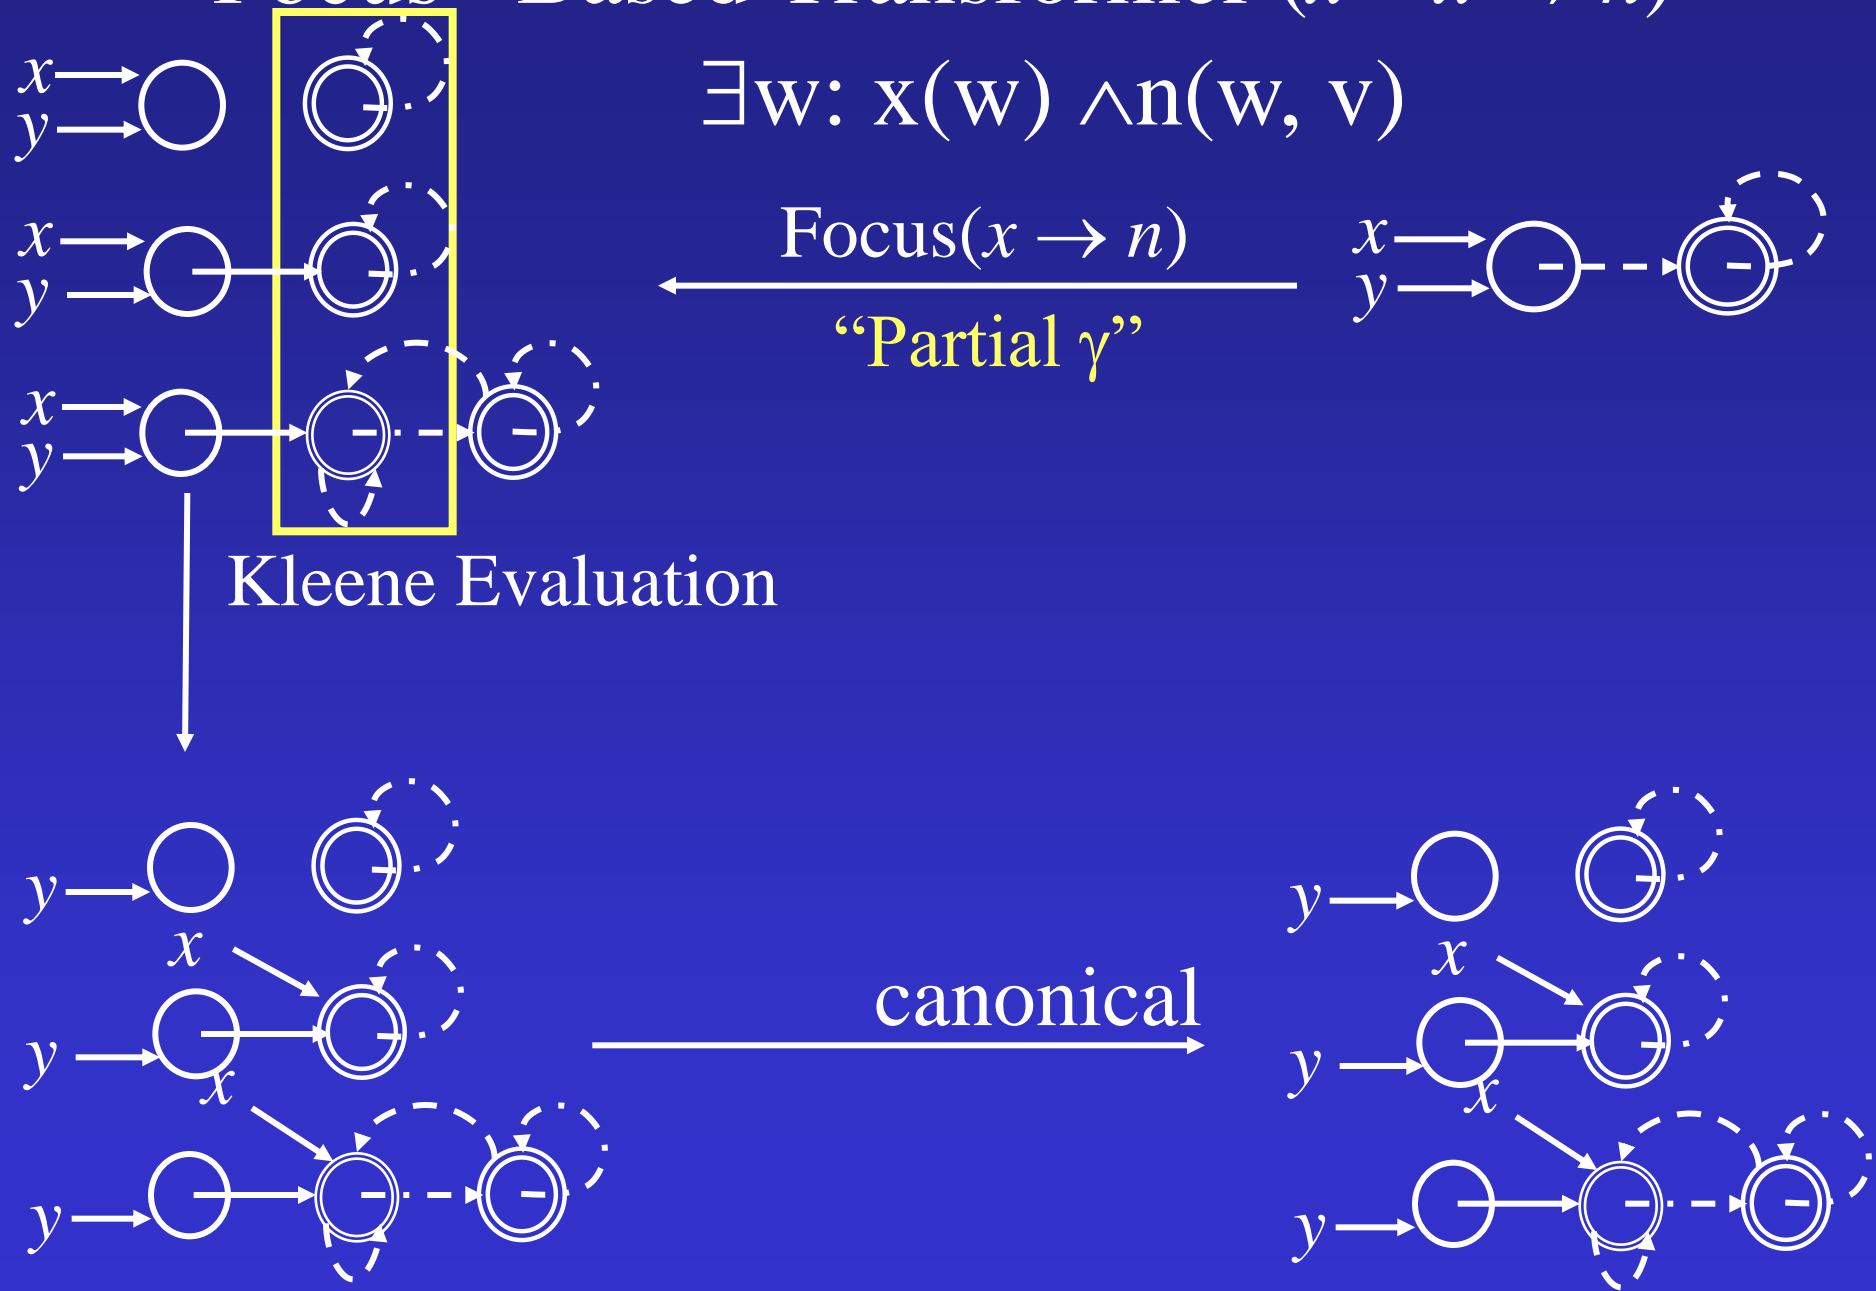 ∃w: x(w) ∧n(w, v)
x
y
x
y
x
y
Focus(x → n)
“Partial γ”
x
y
Kleene Evaluation
y
x
y
x
y
canonical
y
x
y
x
y